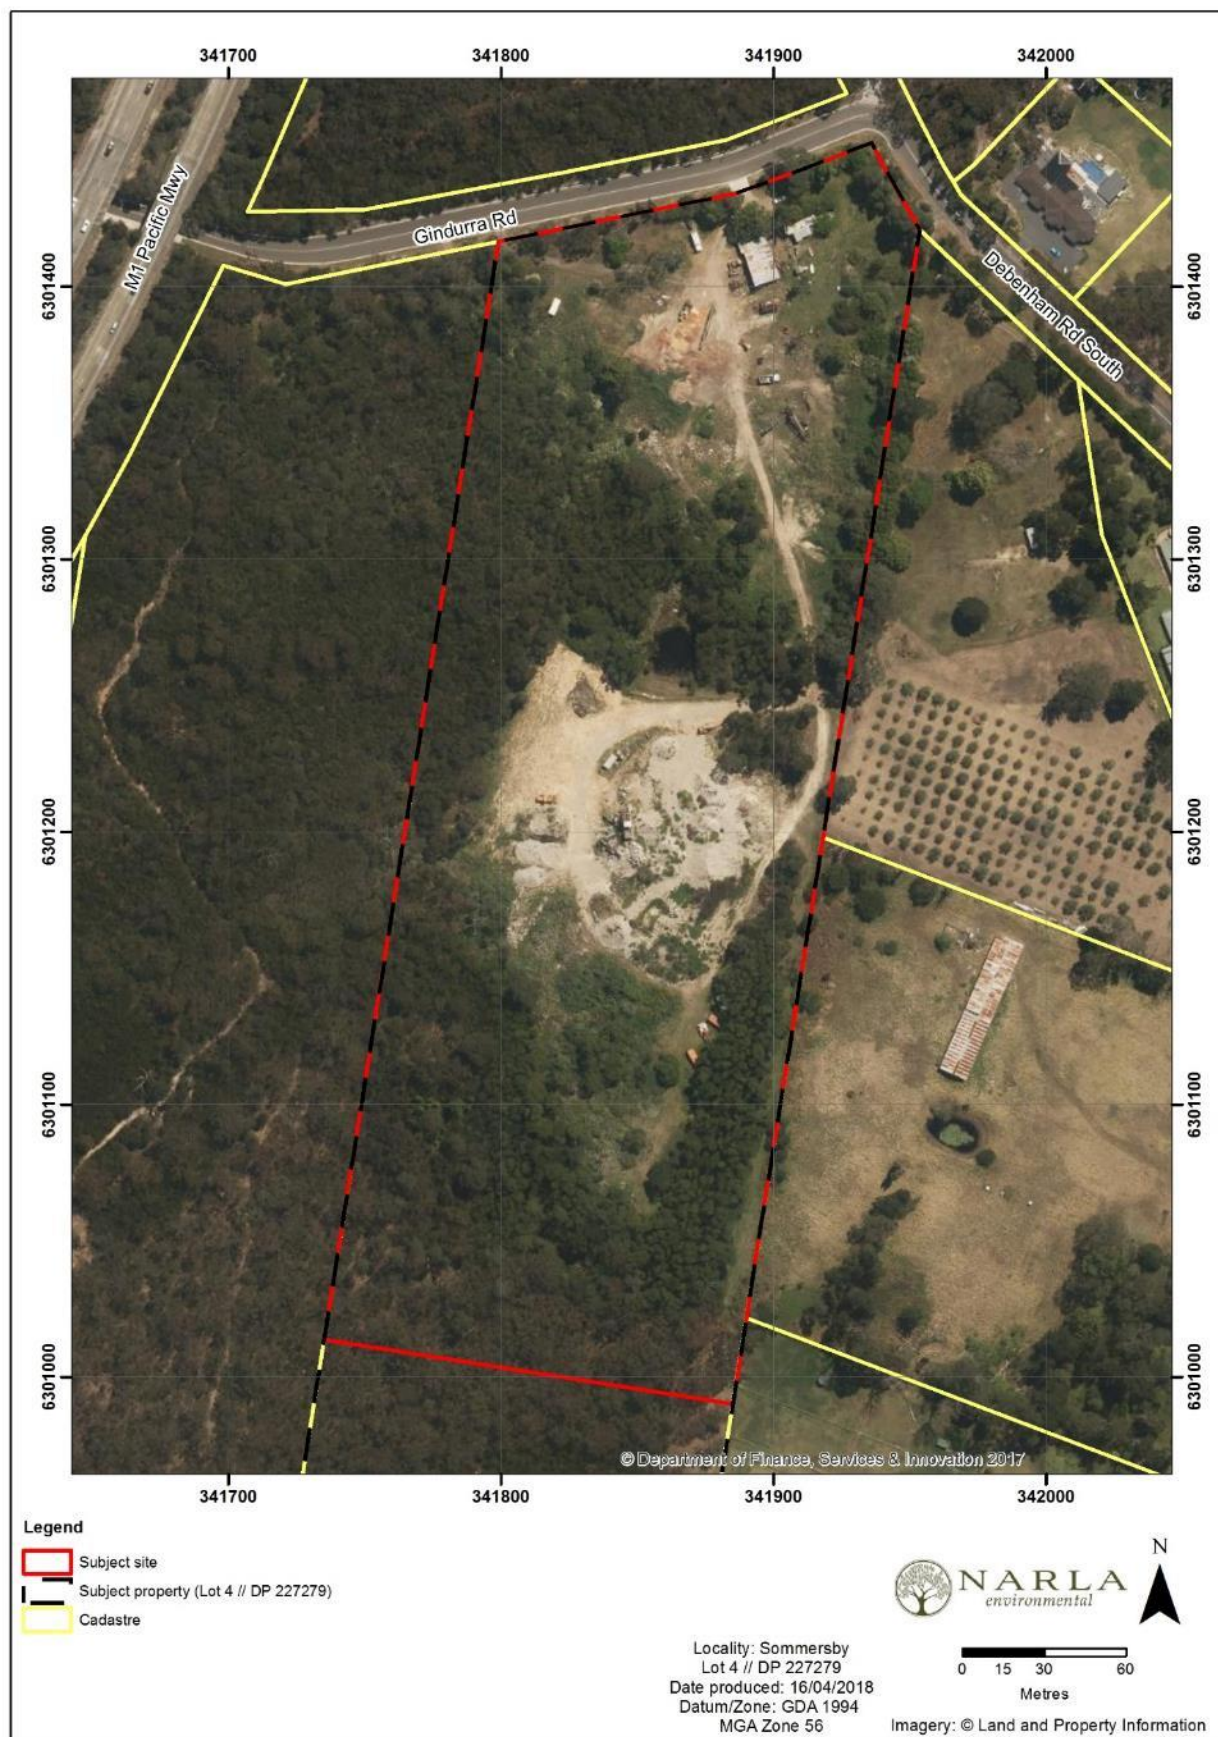 341700 341800 341900 342000
M1 Pacific Mwy
Gindurra Rd
Debenham Rd South
6301400 6301400
6301300 6301300
6301200 6301200
6301100 6301100
6301000 6301000
© Department of Finance, Services & Innovation 2017
341700 341800 341900 342000
Legend
Subject site
Subject property (Lot 4 // DP 227279)
Cadastre
NARLA
environmental
N
Locality: Sommersby
Lot 4 // DP 227279
Date produced: 16/04/2018
Datum/Zone: GDA 1994
MGA Zone 56
0 15 30 60
Metres
Imagery: © Land and Property Information